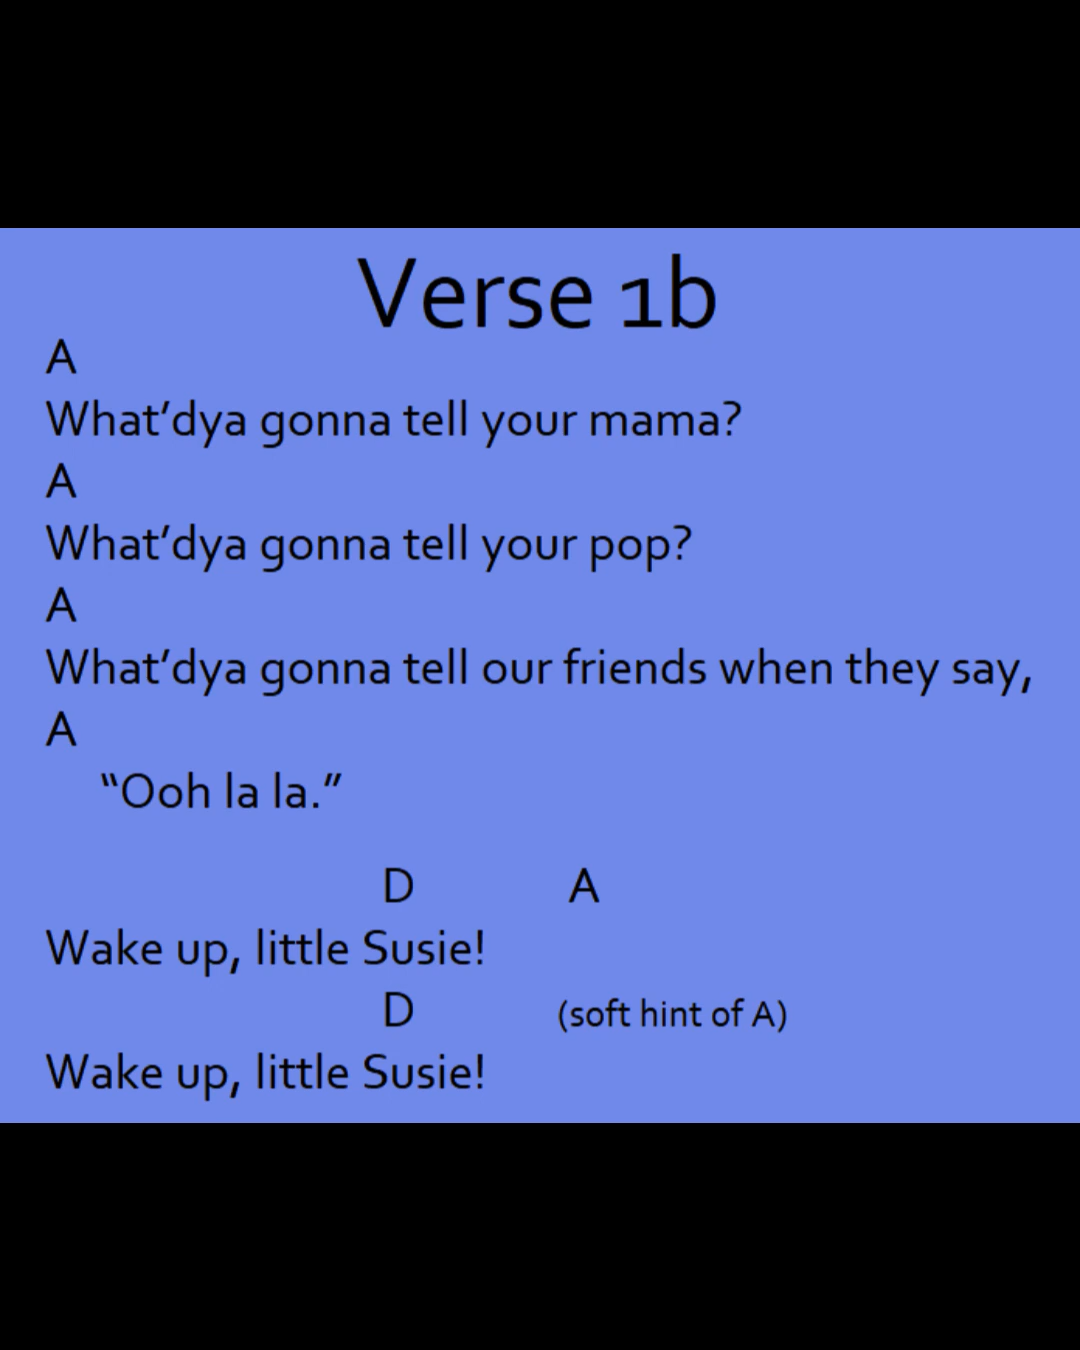 Verse 1b
A
What’dya gonna tell your mama?
A
What’dya gonna tell your pop?
A
What’dya gonna tell our friends when they say,
A
“Ooh la la.”
D A
Wake up, little Susie!
D (soft hint of A)
Wake up, little Susie!